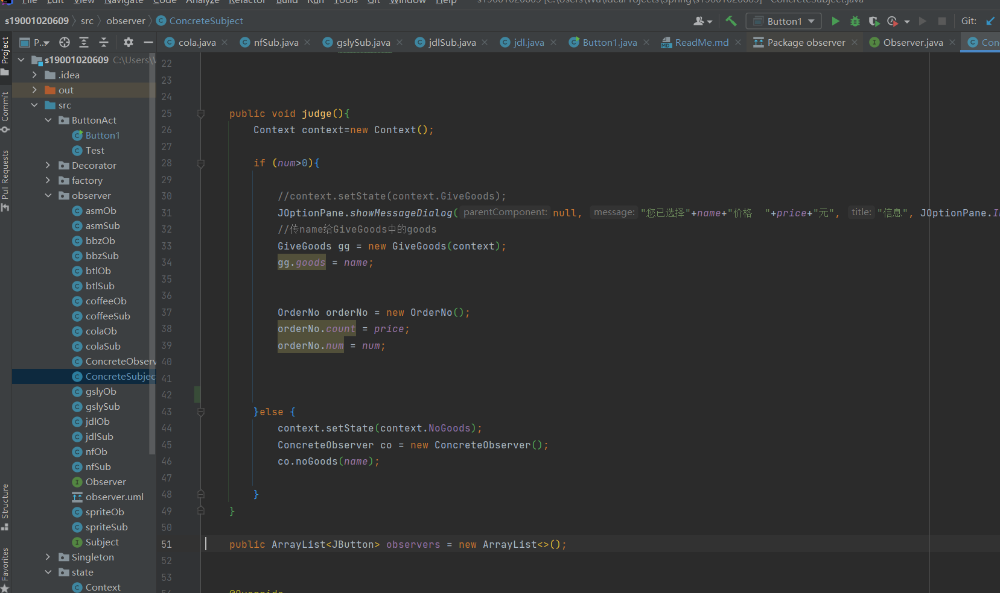 File Edit View Navigate Code Analyze Refactor Build Run Tools Git Window Help s19001020609 [C:\Users\Wu\IdeaProjects\Spring\s19001020609] - ConcreteSubject.java
s19001020609 src observer ConcreteSubject Button1 Git:
P... cola.java nfSub.java gslySub.java jdlSub.java jdl.java Button1.java ReadMe.md Package observer Observer.java Con
Project
Commit
Pull Requests
Structure
Favorites
s19001020609 C:\Users\W
.idea
out
src
ButtonAct
Button1
Test
Decorator
factory
observer
asmOb
asmSub
bbzOb
bbzSub
btlOb
btlSub
coffeeOb
coffeeSub
colaOb
colaSub
ConcreteObserv
ConcreteSubjec
gslyOb
gslySub
jdlOb
jdlSub
nfOb
nfSub
Observer
observer.uml
spriteOb
spriteSub
Subject
Singleton
state
Context
22
23
24
25 public void judge(){
26 Context context=new Context();
27
28 if (num>0){
29
30 //context.setState(context.GiveGoods);
31 JOptionPane.showMessageDialog( parentComponent: null, message: "您已选择"+name+"价格  "+price+"元", title: "信息", JOptionPane.I
32 //传name给GiveGoods中的goods
33 GiveGoods gg = new GiveGoods(context);
34 gg.goods = name;
35
36
37 OrderNo orderNo = new OrderNo();
38 orderNo.count = price;
39 orderNo.num = num;
40
41
42
43 }else {
44 context.setState(context.NoGoods);
45 ConcreteObserver co = new ConcreteObserver();
46 co.noGoods(name);
47
48 }
49 }
50
51 public ArrayList<JButton> observers = new ArrayList<>();
52
53
54 @Override